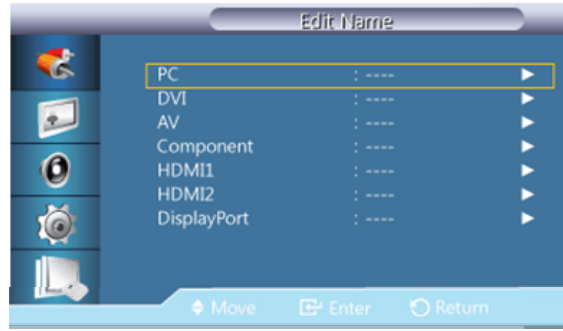 Edit Name
PC : ---- ►
DVI : ---- ►
AV : ---- ►
Component : ---- ►
HDMI1 : ---- ►
HDMI2 : ---- ►
DisplayPort : ---- ►
Move Enter Return